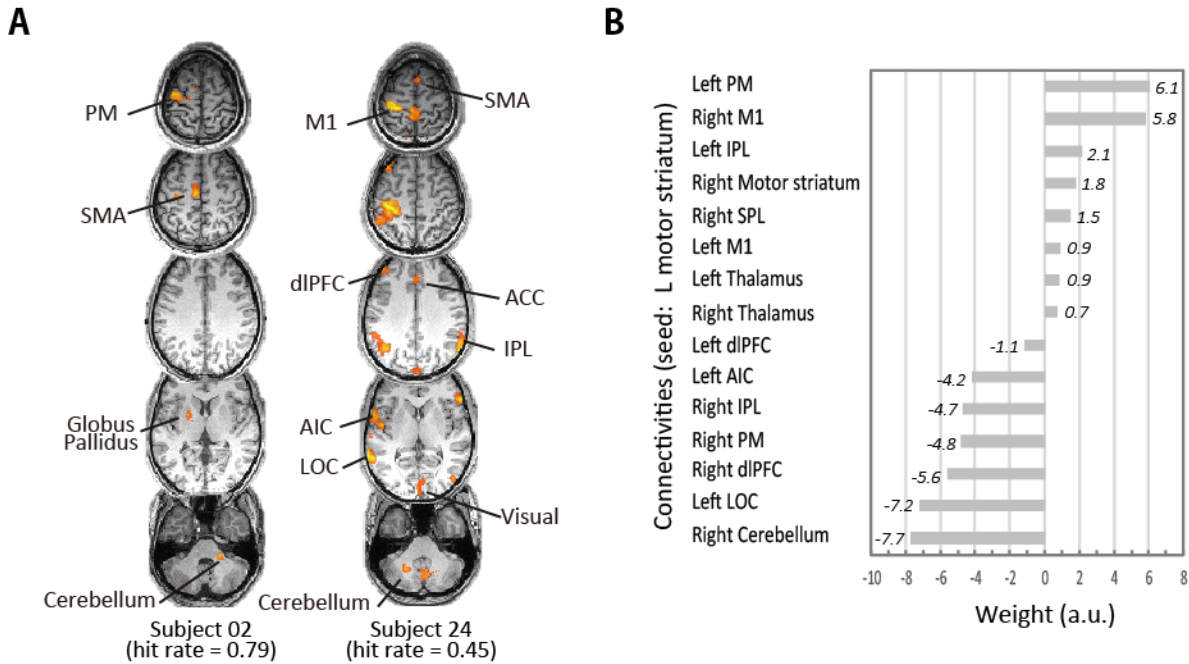 A
PM
SMA
Globus
Pallidus
Cerebellum
Subject 02
(hit rate = 0.79)
SMA
M1
dlPFC
ACC
IPL
AIC
LOC
Visual
Cerebellum
Subject 24
(hit rate = 0.45)
B
Connectivities (seed: L motor striatum)
Left PM 6.1
Right M1 5.8
Left IPL 2.1
Right Motor striatum 1.8
Right SPL 1.5
Left M1 0.9
Left Thalamus 0.9
Right Thalamus 0.7
Left dlPFC -1.1
Left AIC -4.2
Right IPL -4.7
Right PM -4.8
Right dlPFC -5.6
Left LOC -7.2
Right Cerebellum -7.7
-10 -8 -6 -4 -2 0 2 4 6 8
Weight (a.u.)